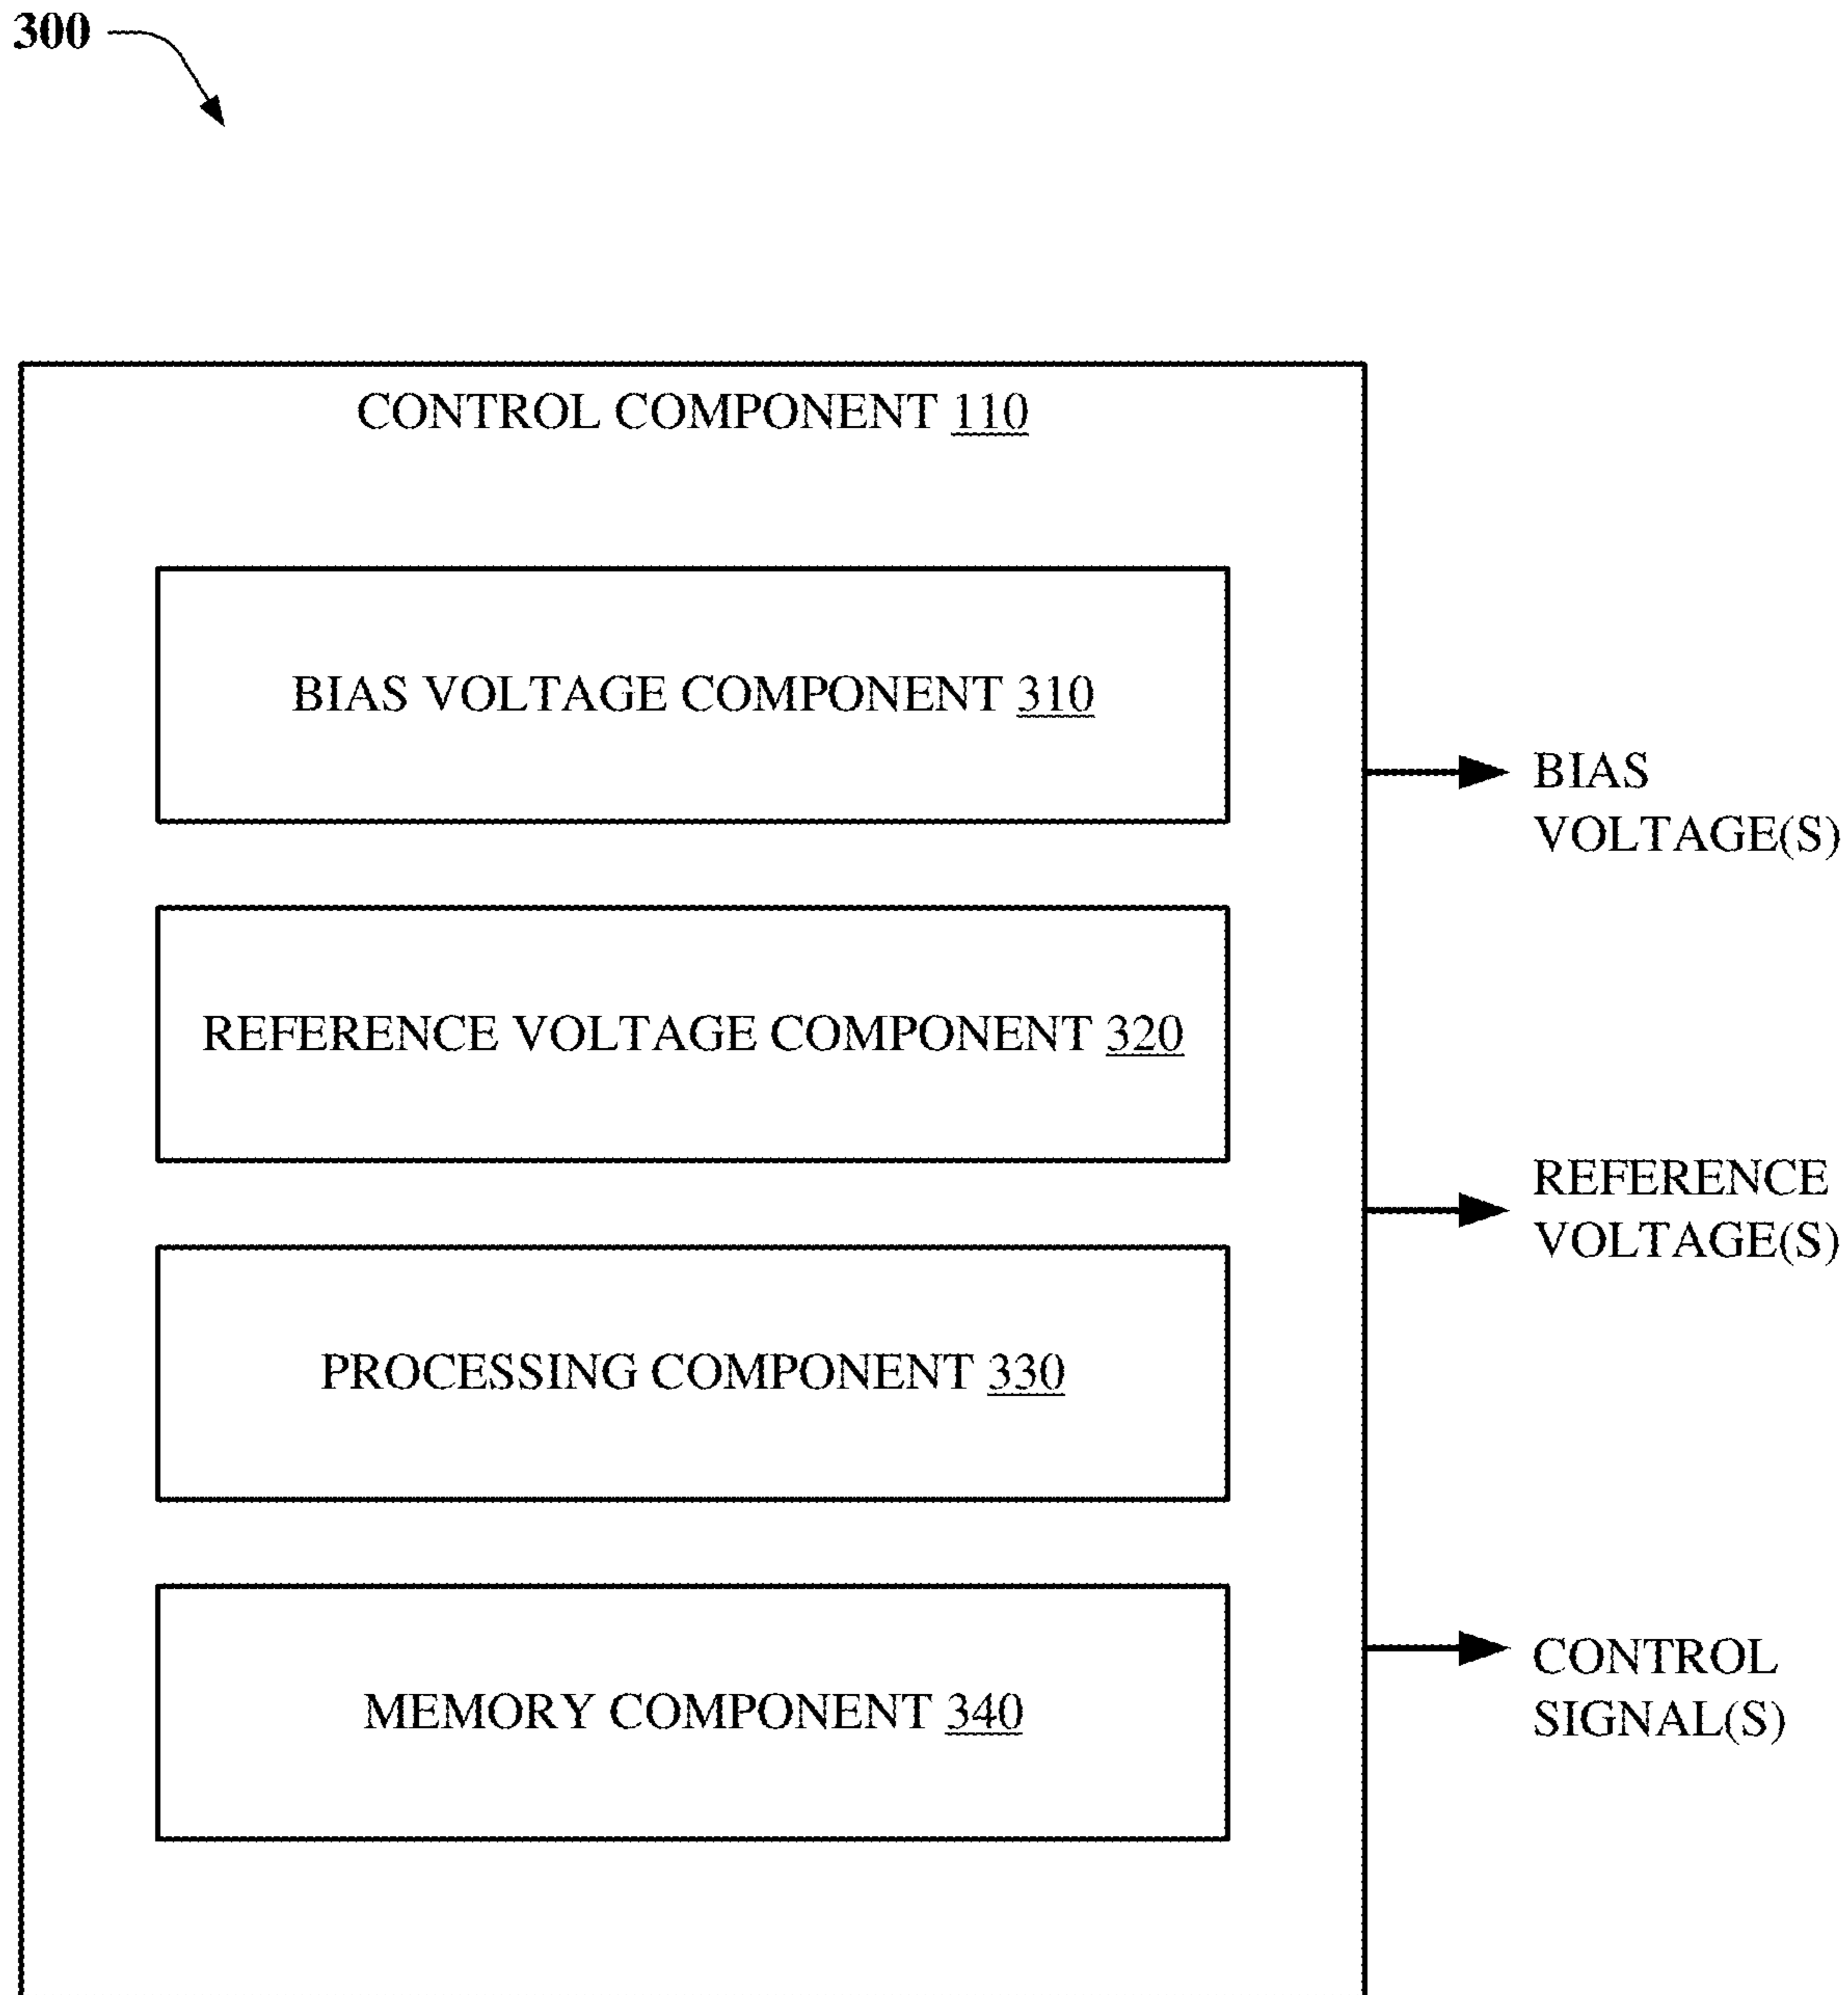 300
CONTROL COMPONENT 110
BIAS VOLTAGE COMPONENT 310
BIAS
VOLTAGE(S)
REFERENCE VOLTAGE COMPONENT 320
REFERENCE
VOLTAGE(S)
PROCESSING COMPONENT 330
MEMORY COMPONENT 340
CONTROL
SIGNAL(S)